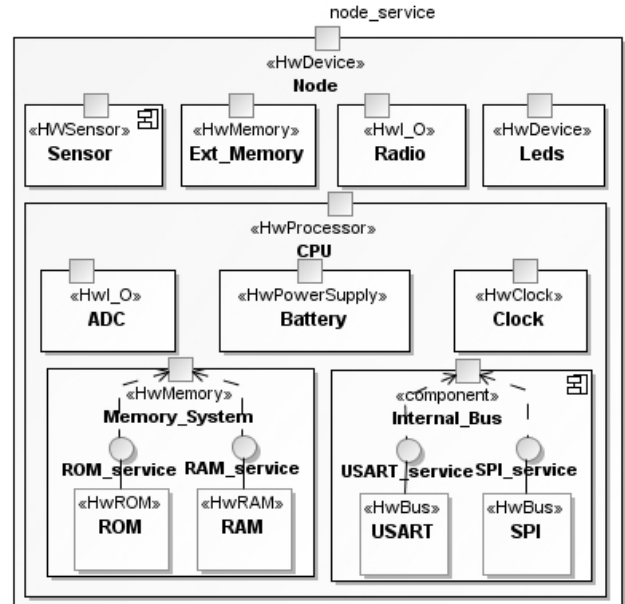 node_service
«HwDevice»
Node
«HWSensor»
Sensor
«HwMemory»
Ext_Memory
«HwI_O»
Radio
«HwDevice»
Leds
«HwProcessor»
CPU
«HwI_O»
ADC
«HwPowerSupply»
Battery
«HwClock»
Clock
«HwMemory»
Memory_System
ROM_service
RAM_service
«HwROM»
ROM
«HwRAM»
RAM
«component»
Internal_Bus
USART_service
SPI_service
«HwBus»
USART
«HwBus»
SPI